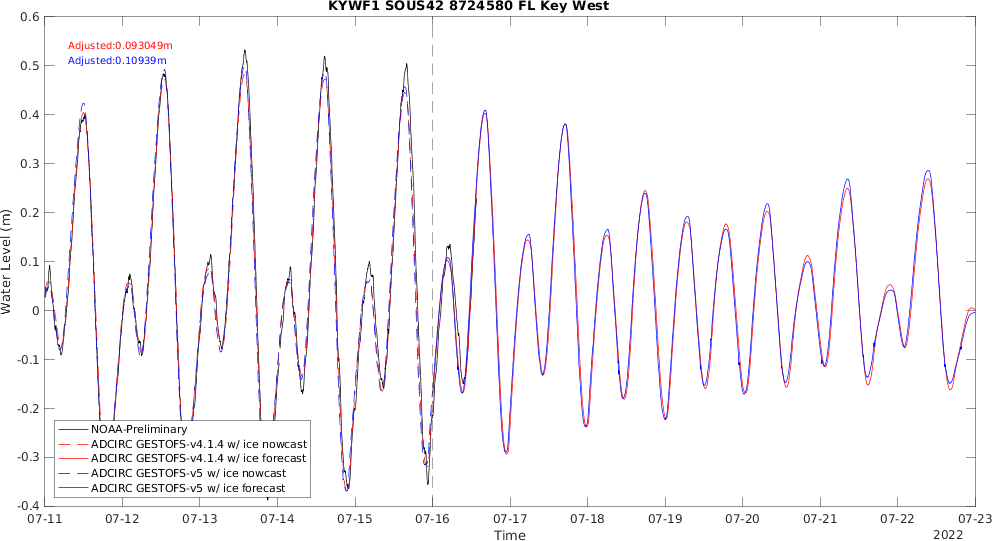 KYWF1 SOUS42 8724580 FL Key West
Adjusted:0.093049m
Adjusted:0.10939m
0.6
0.5
0.4
0.3
0.2
0.1
0
-0.1
-0.2
-0.3
-0.4
Water Level (m)
NOAA-Preliminary
ADCIRC GESTOFS-v4.1.4 w/ ice nowcast
ADCIRC GESTOFS-v4.1.4 w/ ice forecast
ADCIRC GESTOFS-v5 w/ ice nowcast
ADCIRC GESTOFS-v5 w/ ice forecast
07-11 07-12 07-13 07-14 07-15 07-16 07-17 07-18 07-19 07-20 07-21 07-22 07-23
Time
2022